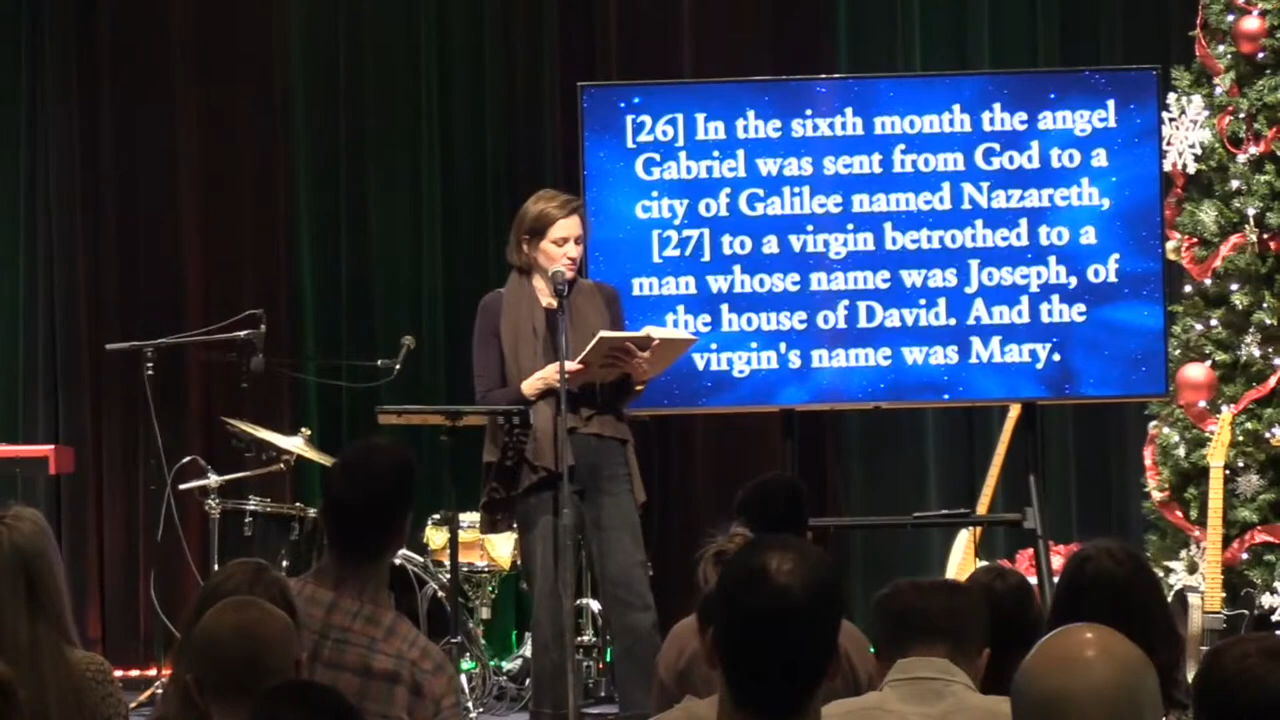 [26] In the sixth month the angel
Gabriel was sent from God to a
city of Galilee named Nazareth,
[27] to a virgin betrothed to a
man whose name was Joseph, of
the house of David. And the
virgin's name was Mary.